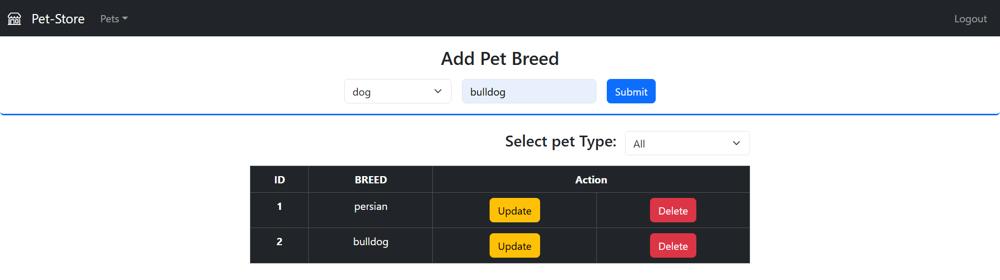 Pet-Store Pets Logout
Add Pet Breed
dog bulldog Submit
Select pet Type: All
ID BREED Action
1 persian Update Delete
2 bulldog Update Delete